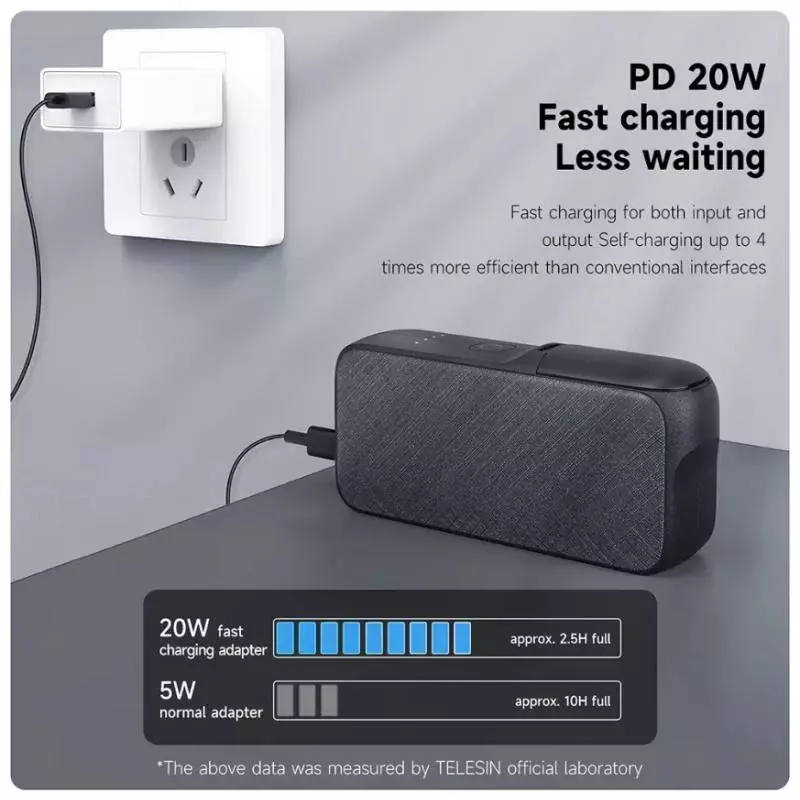 PD 20W
Fast charging
Less waiting
Fast charging for both input and
output Self-charging up to 4
times more efficient than conventional interfaces
20W fast
charging adapter
approx. 2.5H full
5W
normal adapter
approx. 10H full
*The above data was measured by TELESIN official laboratory